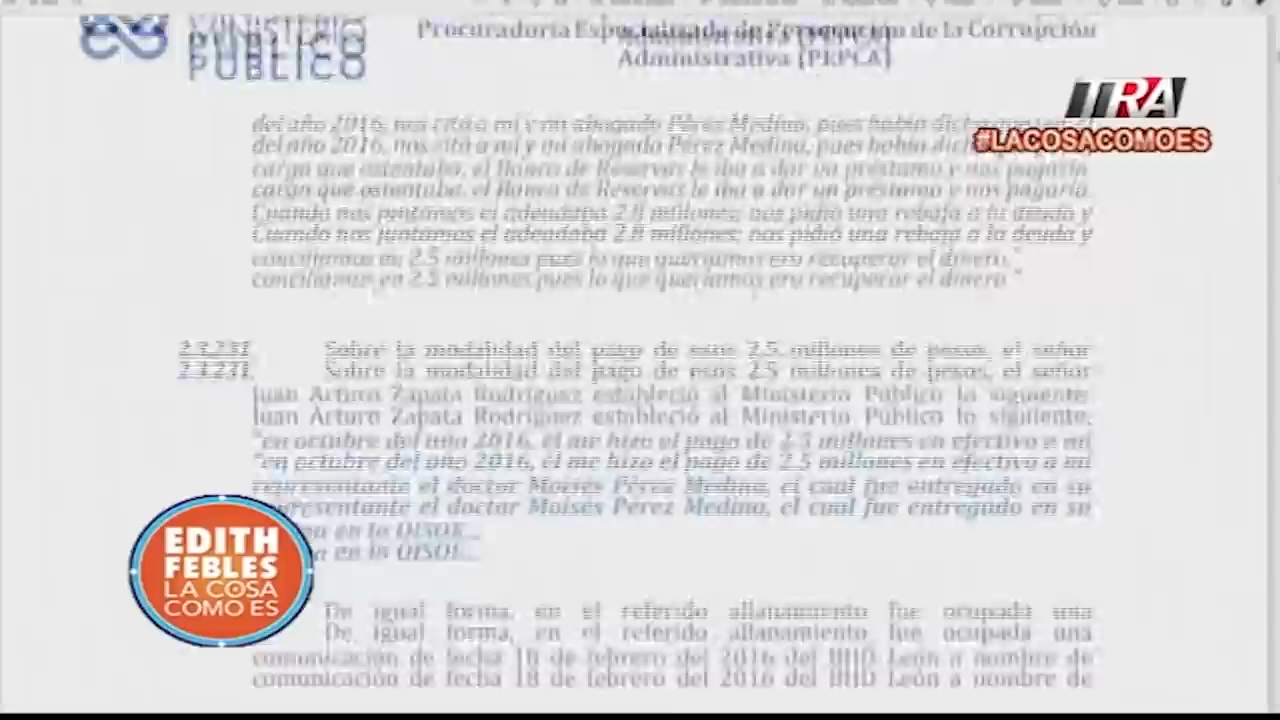 MINISTERIO PÚBLICO
Procuraduría Especializada de Persecución de la Corrupción
Administrativa (PEPCA)
TRA
#LACOSACOMOES
del año 2016, nos citó a mí y mi abogado Pérez Medina, pues había dicho que
cargo que ostentaba, el Banco de Reservas le iba a dar un préstamo y nos pagaría.
Cuando nos juntamos el adeudaba 2.8 millones; nos pidió una rebaja a la deuda y
conciliamos en 2.5 millones pues lo que queríamos era recuperar el dinero."
2.3.231. Sobre la modalidad del pago de esos 2.5 millones de pesos, el señor
Juan Arturo Zapata Rodríguez estableció al Ministerio Público lo siguiente:
"en octubre del año 2016, él me hizo el pago de 2.5 millones en efectivo a mi
representante el doctor Moisés Pérez Medina, el cual fue entregado en su
en la OISOE...
De igual forma, en el referido allanamiento fue ocupada una
comunicación de fecha 18 de febrero del 2016 del BHD León a nombre de
EDITH
FEBLES
LA COSA
COMO ES